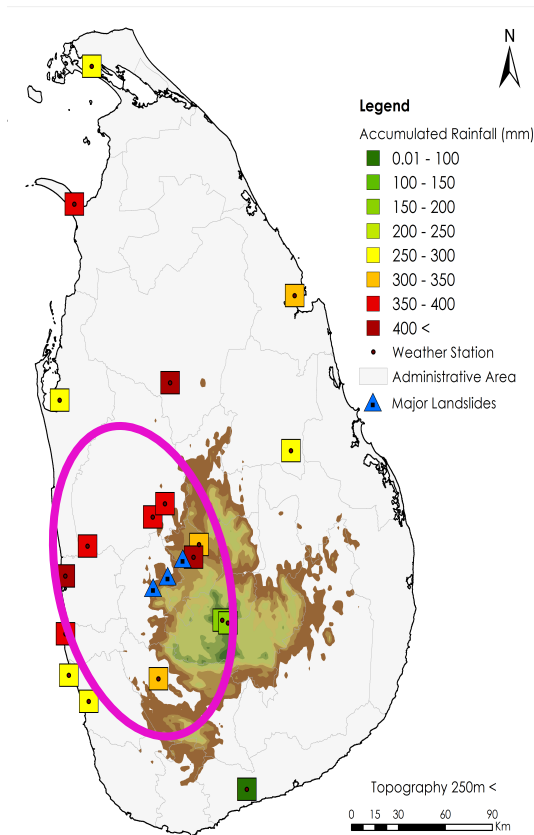 N
Legend
Accumulated Rainfall (mm)
0.01 - 100
100 - 150
150 - 200
200 - 250
250 - 300
300 - 350
350 - 400
400 <
Weather Station
Administrative Area
Major Landslides
Topography 250m <
0 15 30 60 90
Km